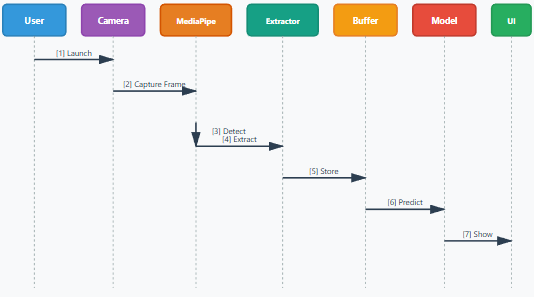 User
Camera
MediaPipo
Extractor
Buffer
Model
UI
[1] Launch
[2] Capture Frame
[3] Detect
[4] Extract
[5] Store
[6] Predict
[7] Show